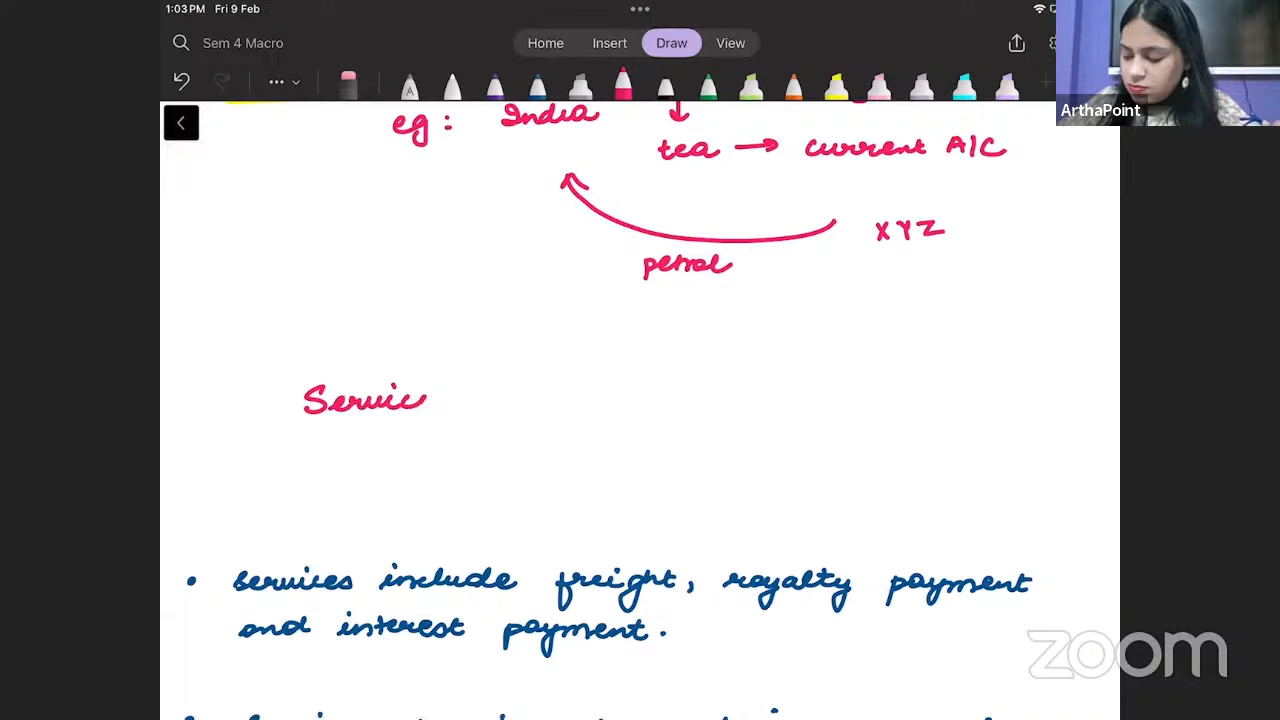 1:03 PM Fri 9 Feb
Sem 4 Macro
Home Insert Draw View
A
ArthaPoint
eg : India
tea → current A/C
XYZ
petrol
Servic
• services include freight, royalty payment
and interest payment.
zoom